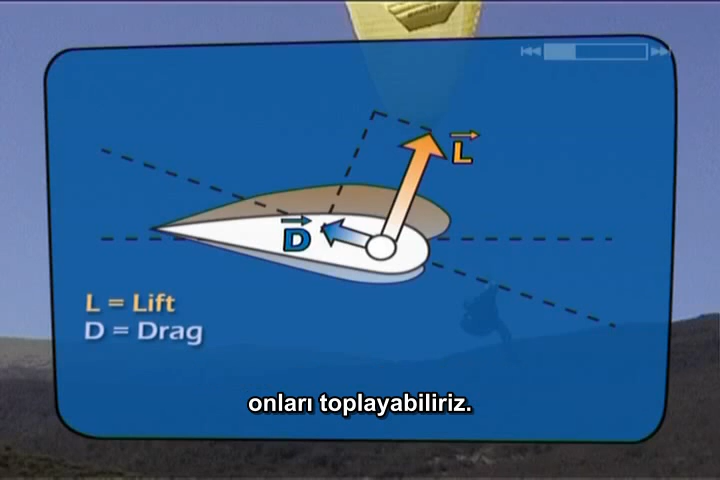 L
D
L = Lift
D = Drag
onları toplayabiliriz.